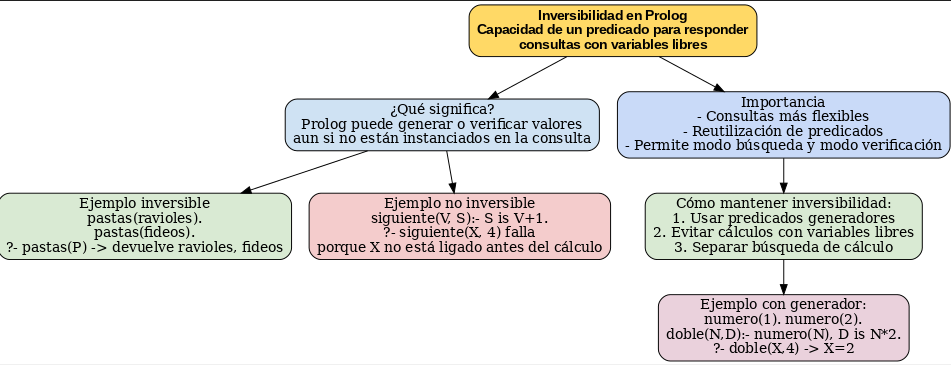 Inversibilidad en Prolog
Capacidad de un predicado para responder
consultas con variables libres
¿Qué significa?
Prolog puede generar o verificar valores
aun si no están instanciados en la consulta
Importancia
- Consultas más flexibles
- Reutilización de predicados
- Permite modo búsqueda y modo verificación
Ejemplo inversible
pastas(ravioles).
pastas(fideos).
?- pastas(P) -> devuelve ravioles, fideos
Ejemplo no inversible
siguiente(V, S):- S is V+1.
?- siguiente(X, 4) falla
porque X no está ligado antes del cálculo
Cómo mantener inversibilidad:
1. Usar predicados generadores
2. Evitar cálculos con variables libres
3. Separar búsqueda de cálculo
Ejemplo con generador:
numero(1). numero(2).
doble(N,D):- numero(N), D is N*2.
?- doble(X,4) -> X=2